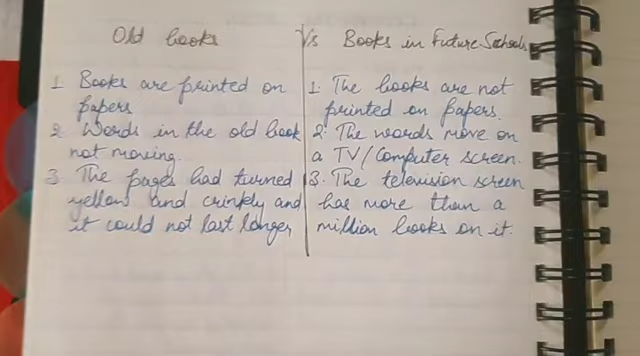 Old books Vs Books in Future Schools
1 Books are printed on
papers
2 Words in the old book
not moving.
3 The pages had turned
yellow and crinkly and
it could not last longer
1. The books are not
printed on papers.
2. The words move on
a TV/Computer screen.
3. The television screen
has more than a
million books on it.